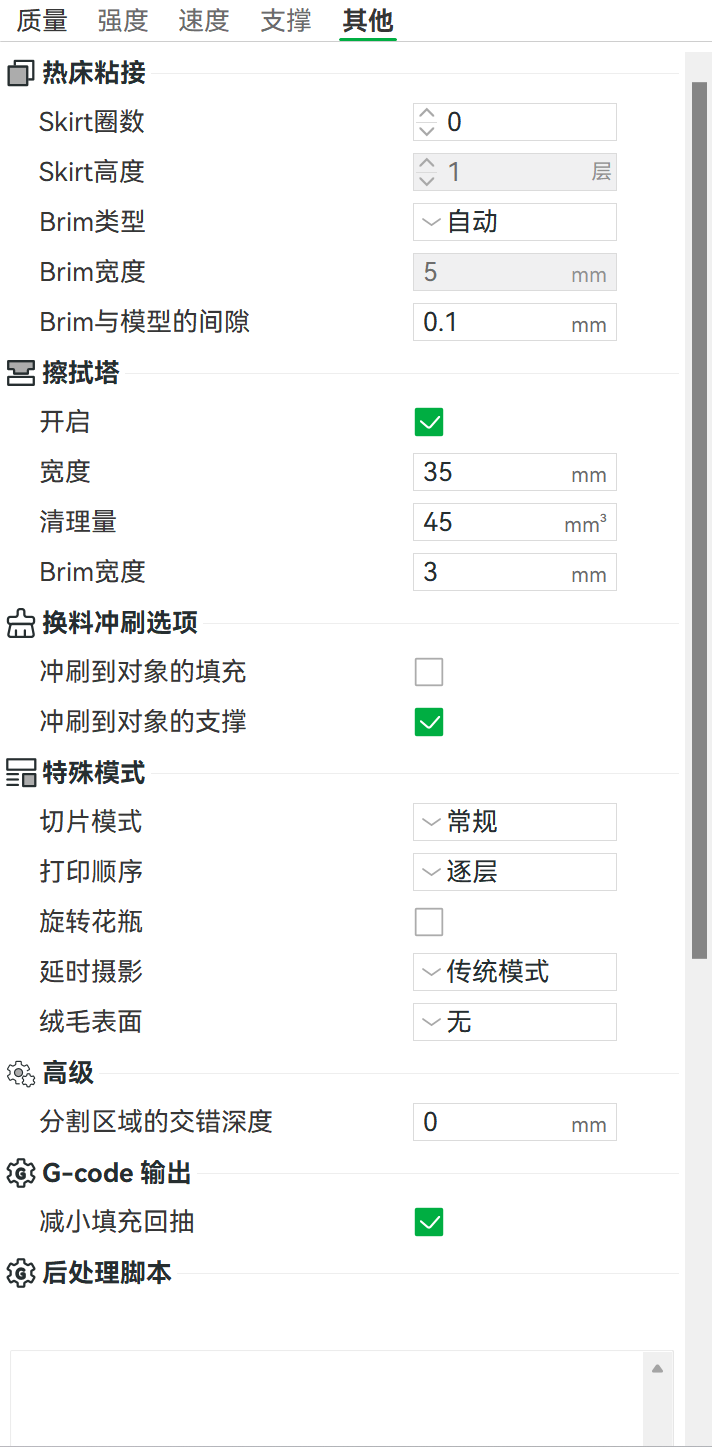 质量 强度 速度 支撑 其他
热床粘接
Skirt圈数 0
Skirt高度 1 层
Brim类型 自动
Brim宽度 5 mm
Brim与模型的间隙 0.1 mm
擦拭塔
开启
宽度 35 mm
清理量 45 mm³
Brim宽度 3 mm
换料冲刷选项
冲刷到对象的填充
冲刷到对象的支撑
特殊模式
切片模式 常规
打印顺序 逐层
旋转花瓶
延时摄影 传统模式
绒毛表面 无
高级
分割区域的交错深度 0 mm
G-code 输出
减小填充回抽
后处理脚本